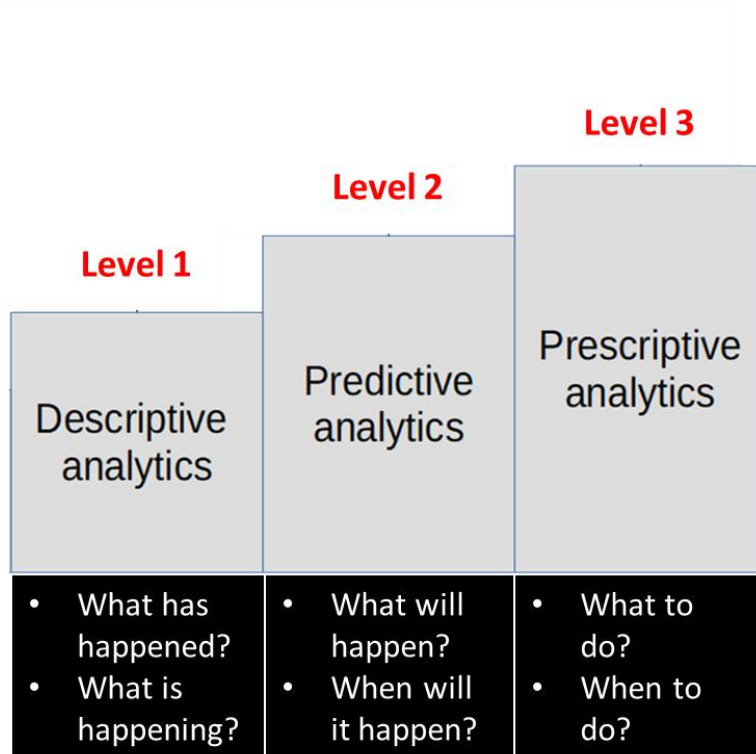 Level 1
Descriptive
analytics
• What has
happened?
• What is
happening?
Level 2
Predictive
analytics
• What will
happen?
• When will
it happen?
Level 3
Prescriptive
analytics
• What to
do?
• When to
do?